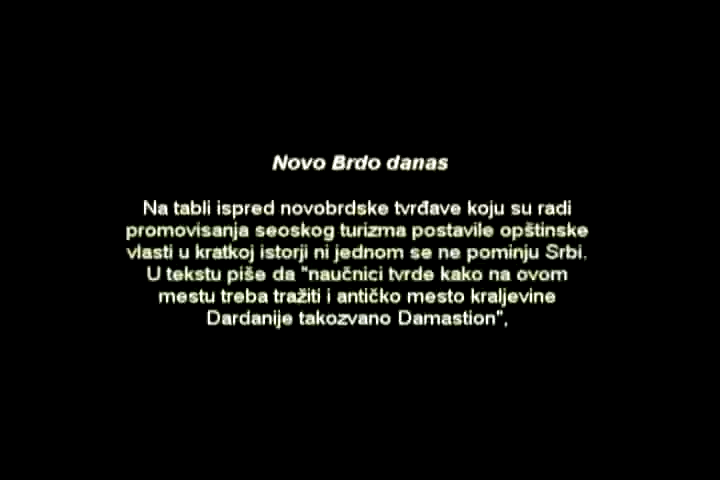 Novo Brdo danas
Na tabli ispred novobrdske tvrđave koju su radi
promovisanja seoskog turizma postavile opštinske
vlasti u kratkoj istorji ni jednom se ne pominju Srbi.
U tekstu piše da "naučnici tvrde kako na ovom
mestu treba tražiti i antičko mesto kraljevine
Dardanije takozvano Damastion",